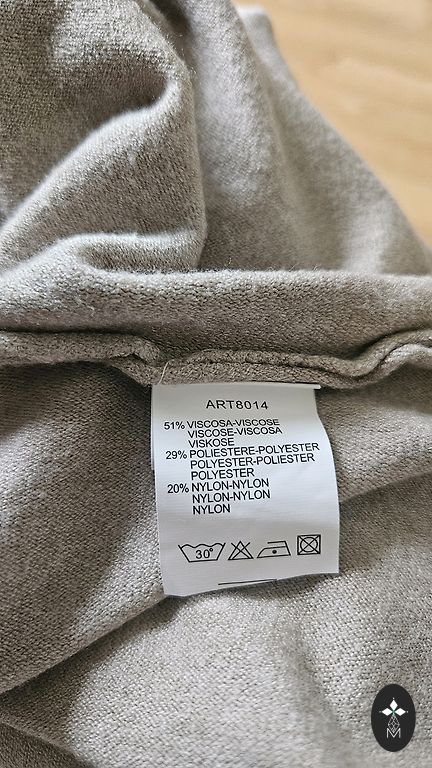 ART8014
51% VISCOSA-VISCOSE
VISCOSE-VISCOSA
VISKOSE
29% POLIESTERE-POLYESTER
POLYESTER-POLIESTER
POLYESTER
20% NYLON-NYLON
NYLON-NYLON
NYLON
30°
M